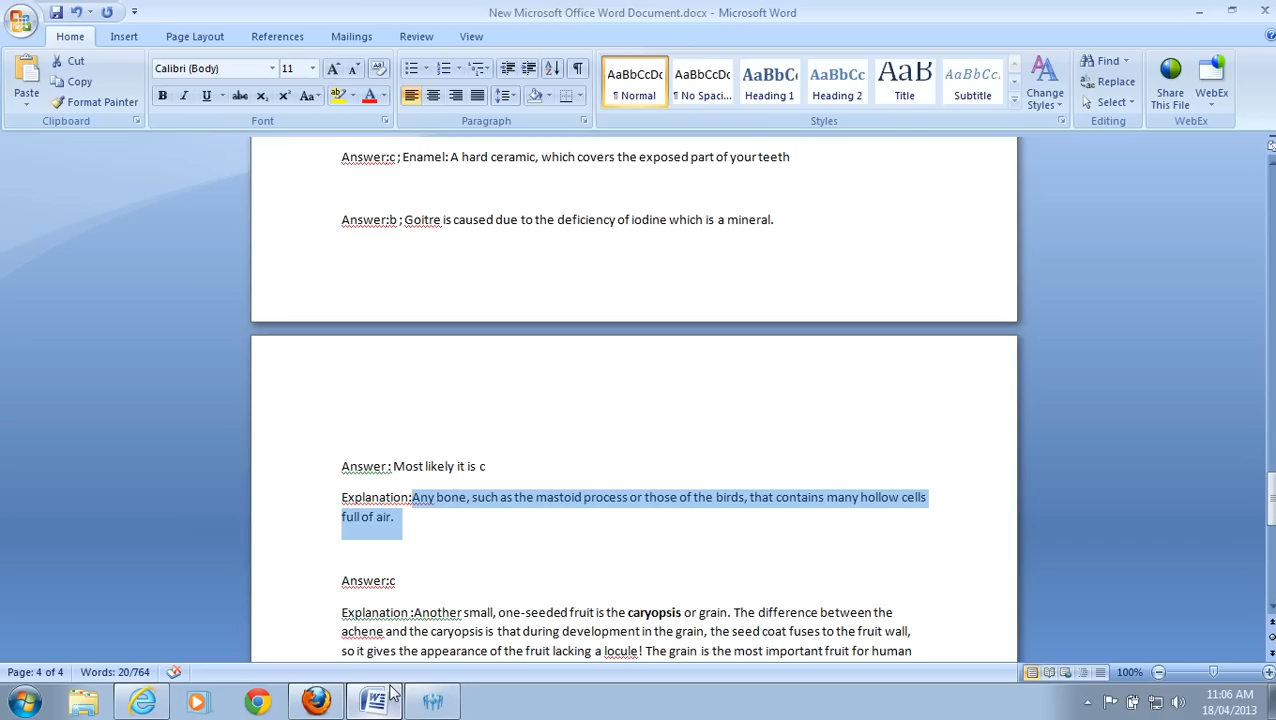 New Microsoft Office Word Document.docx - Microsoft Word
Home Insert Page Layout References Mailings Review View
Paste
Cut
Copy
Format Painter
Clipboard
Calibri (Body) 11
Font
Paragraph
AaBbCcDc AaBbCcDc AaBbC AaBbCc AaB AaBbCc.
¶ Normal ¶ No Spaci... Heading 1 Heading 2 Title Subtitle
Change Styles
Styles
Find
Replace
Select
Editing
Share This File
WebEx
WebEx
Answer:c ; Enamel: A hard ceramic, which covers the exposed part of your teeth
Answer:b ; Goitre is caused due to the deficiency of iodine which is a mineral.
Answer : Most likely it is c
Explanation:Any bone, such as the mastoid process or those of the birds, that contains many hollow cells
full of air.
Answer:c
Explanation :Another small, one-seeded fruit is the caryopsis or grain. The difference between the
achene and the caryopsis is that during development in the grain, the seed coat fuses to the fruit wall,
so it gives the appearance of the fruit lacking a locule! The grain is the most important fruit for human
Page: 4 of 4 Words: 20/764 100%
11:06 AM
18/04/2013